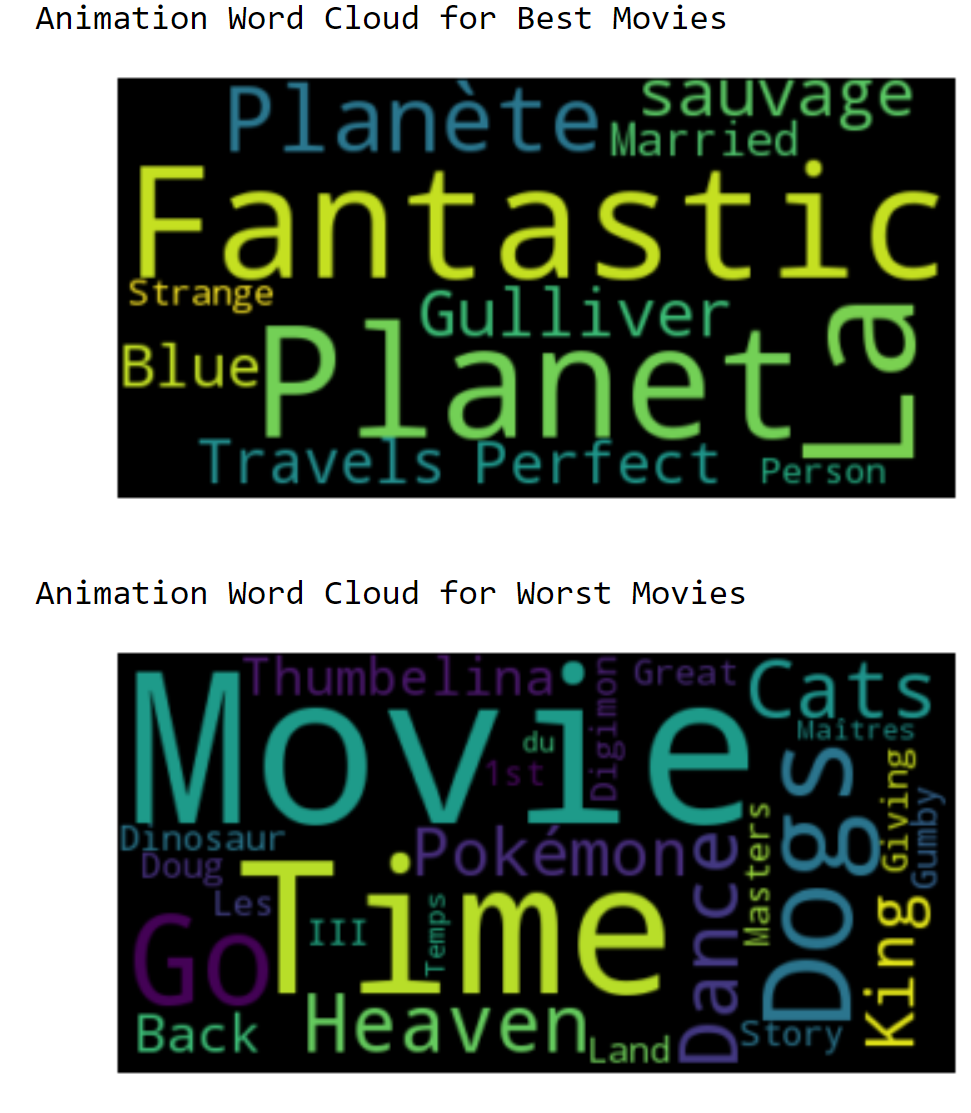 Animation Word Cloud for Best Movies
Planète
sauvage
Married
Fantastic
Strange
Gulliver
La
Blue
Planet
Travels
Perfect
Person
Animation Word Cloud for Worst Movies
Movie
Thumbelina
Digimon
Great
Cats
Maîtres
du
1st
Dogs
Giving
Gumby
Dinosaur
Doug
Pokémon
Dance
Masters
Les
Time
III
Temps
King
Go
Back
Heaven
Land
Story